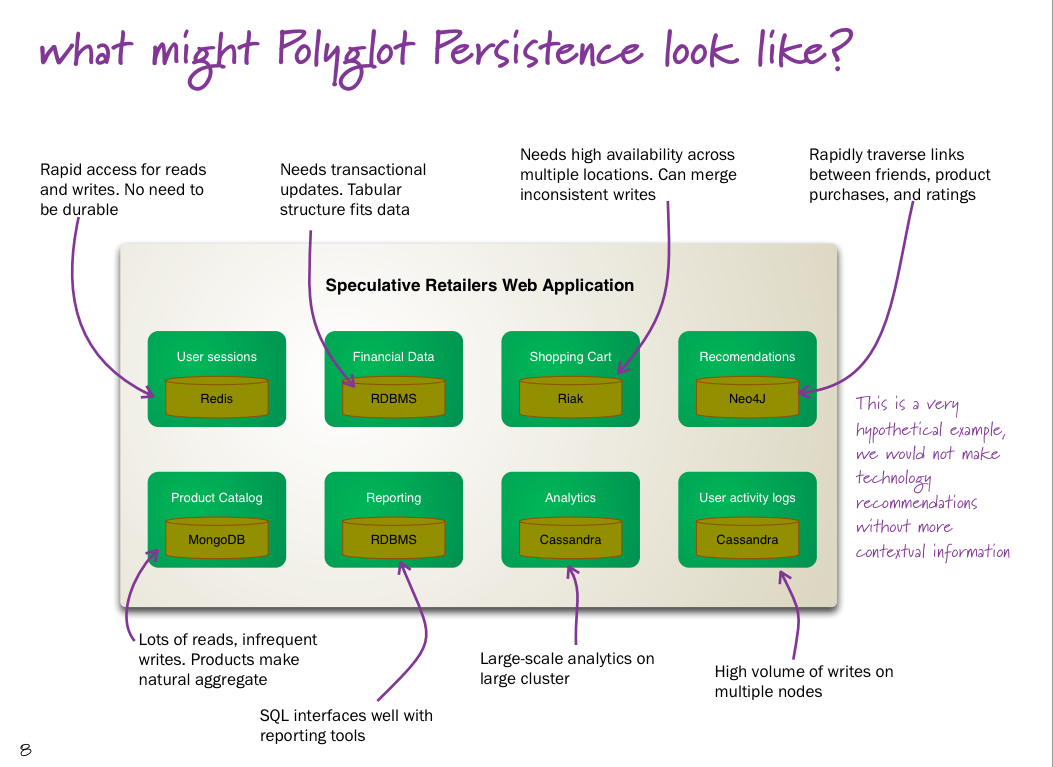 what might Polyglot Persistence look like?
Rapid access for reads
and writes. No need to
be durable
Needs transactional
updates. Tabular
structure fits data
Needs high availability across
multiple locations. Can merge
inconsistent writes
Rapidly traverse links
between friends, product
purchases, and ratings
Speculative Retailers Web Application
User sessions
Redis
Financial Data
RDBMS
Shopping Cart
Riak
Recomendations
Neo4J
This is a very
hypothetical example,
we would not make
technology
recommendations
without more
contextual information
Product Catalog
MongoDB
Reporting
RDBMS
Analytics
Cassandra
User activity logs
Cassandra
Lots of reads, infrequent
writes. Products make
natural aggregate
SQL interfaces well with
reporting tools
Large-scale analytics on
large cluster
High volume of writes on
multiple nodes
8